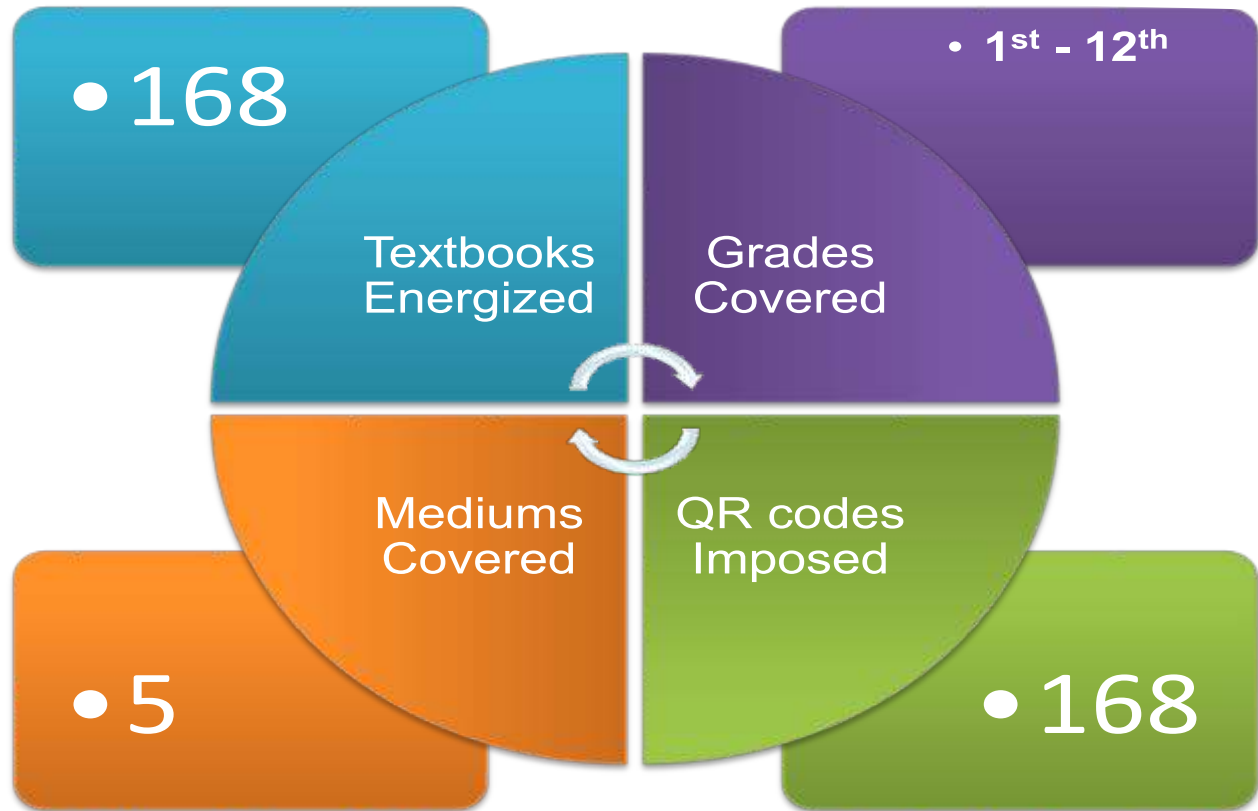 • 168
• 1st - 12th
Textbooks
Energized
Grades
Covered
Mediums
Covered
QR codes
Imposed
• 5
• 168